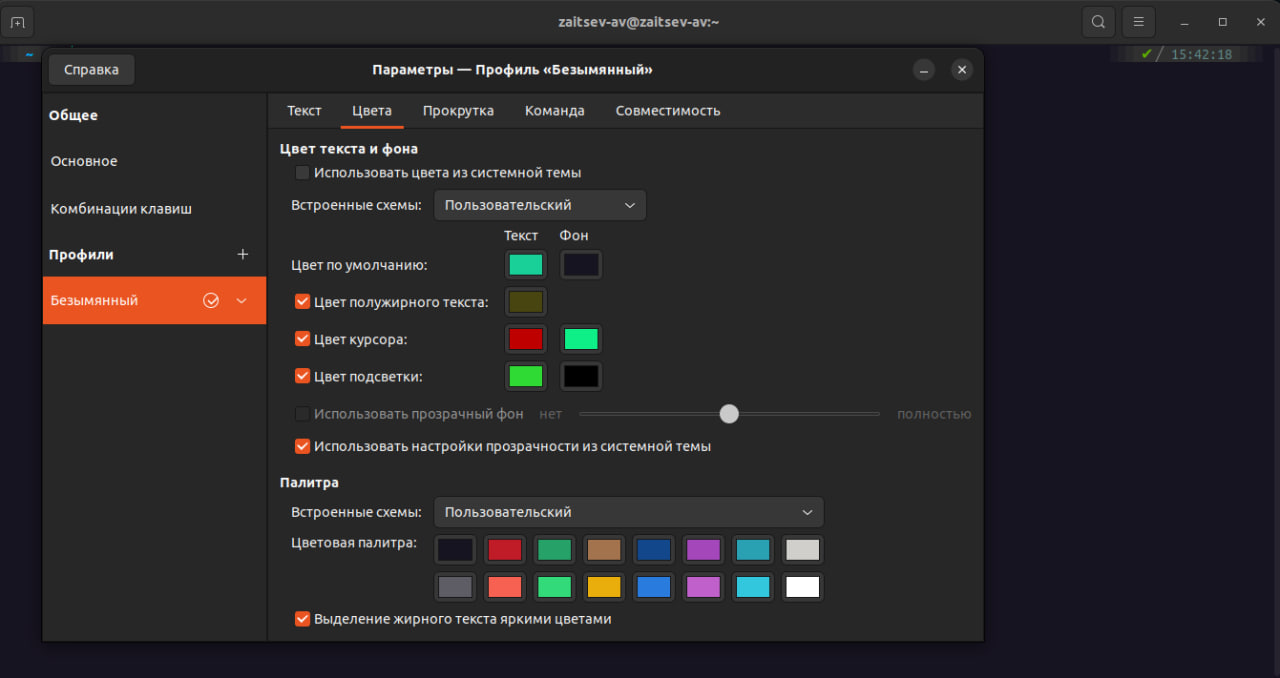 zaitsev-av@zaitsev-av:~
~
✔ / 15:42:18
Справка
Параметры — Профиль «Безымянный»
Общее
Основное
Комбинации клавиш
Профили
Безымянный
Текст Цвета Прокрутка Команда Совместимость
Цвет текста и фона
Использовать цвета из системной темы
Встроенные схемы: Пользовательский
Текст Фон
Цвет по умолчанию:
Цвет полужирного текста:
Цвет курсора:
Цвет подсветки:
Использовать прозрачный фон нет полностью
Использовать настройки прозрачности из системной темы
Палитра
Встроенные схемы: Пользовательский
Цветовая палитра:
Выделение жирного текста яркими цветами